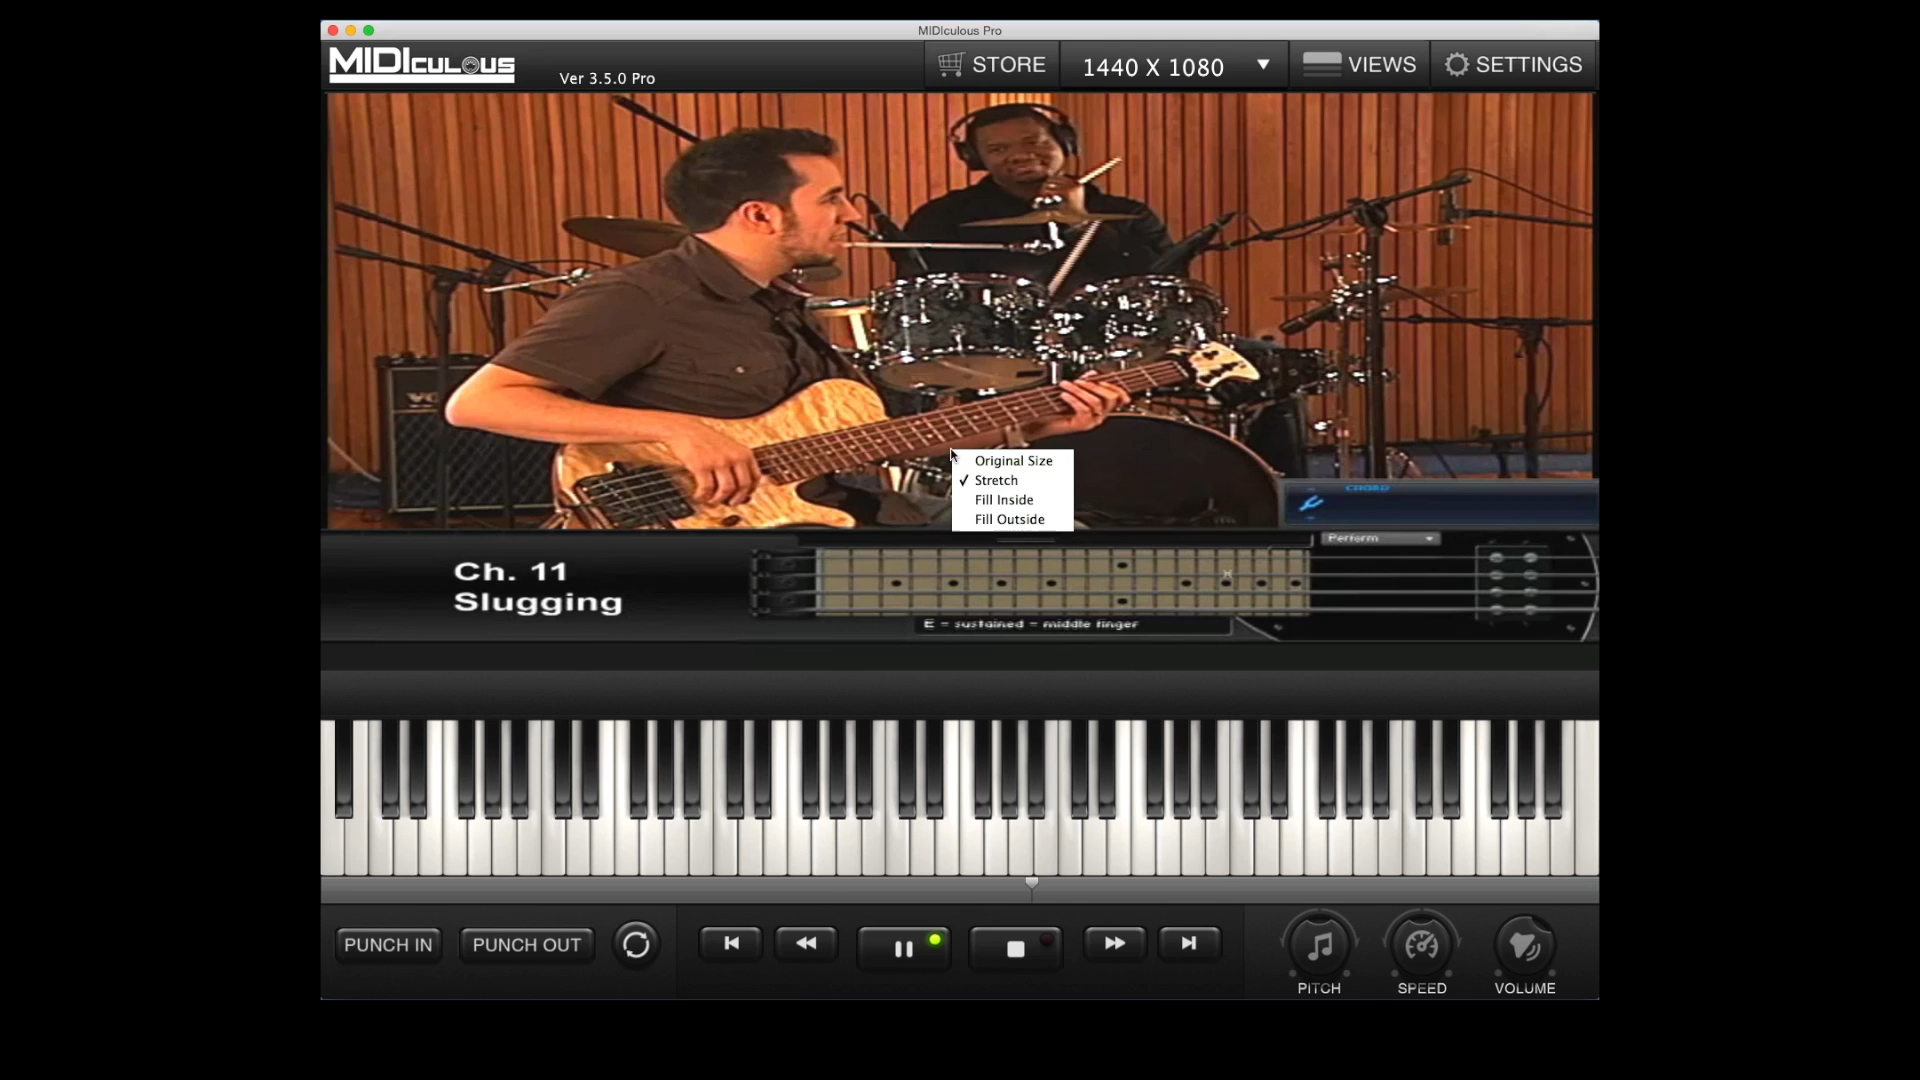 MIDIculous Pro
MIDIculous
Ver 3.5.0 Pro
STORE
1440 X 1080
VIEWS
SETTINGS
Original Size
✓ Stretch
Fill Inside
Fill Outside
CHORD
Perform
Ch. 11
Slugging
E = sustained = middle finger
PUNCH IN
PUNCH OUT
PITCH
SPEED
VOLUME